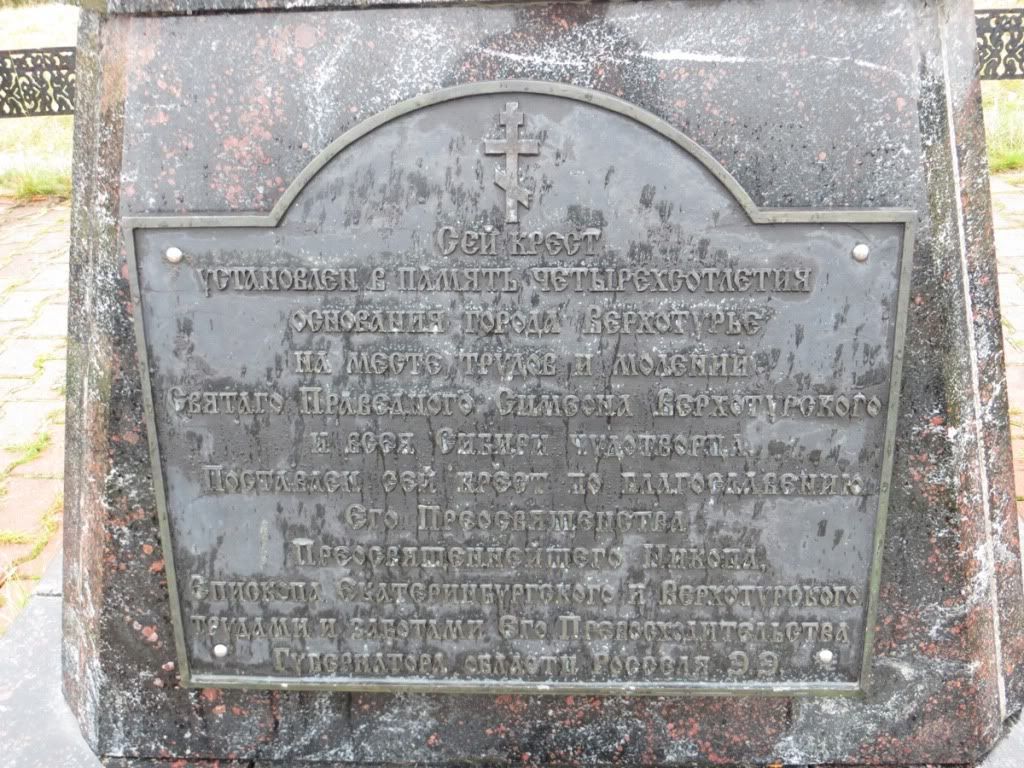 Сей крест
установлен в память четырехсотлетия
основания города Верхотурье
на месте трудов и молений
Святаго Праведного Симеона Верхотурского
и всея Сибири чудотворца.
Поставлен сей крест по благославению
Его Преосвященства
Преосвященнейшего Никона,
Епископа Екатеринбургского и Верхотурского
трудами и заботами Его Превосходительства
Губернатора области Росселя Э.Э.